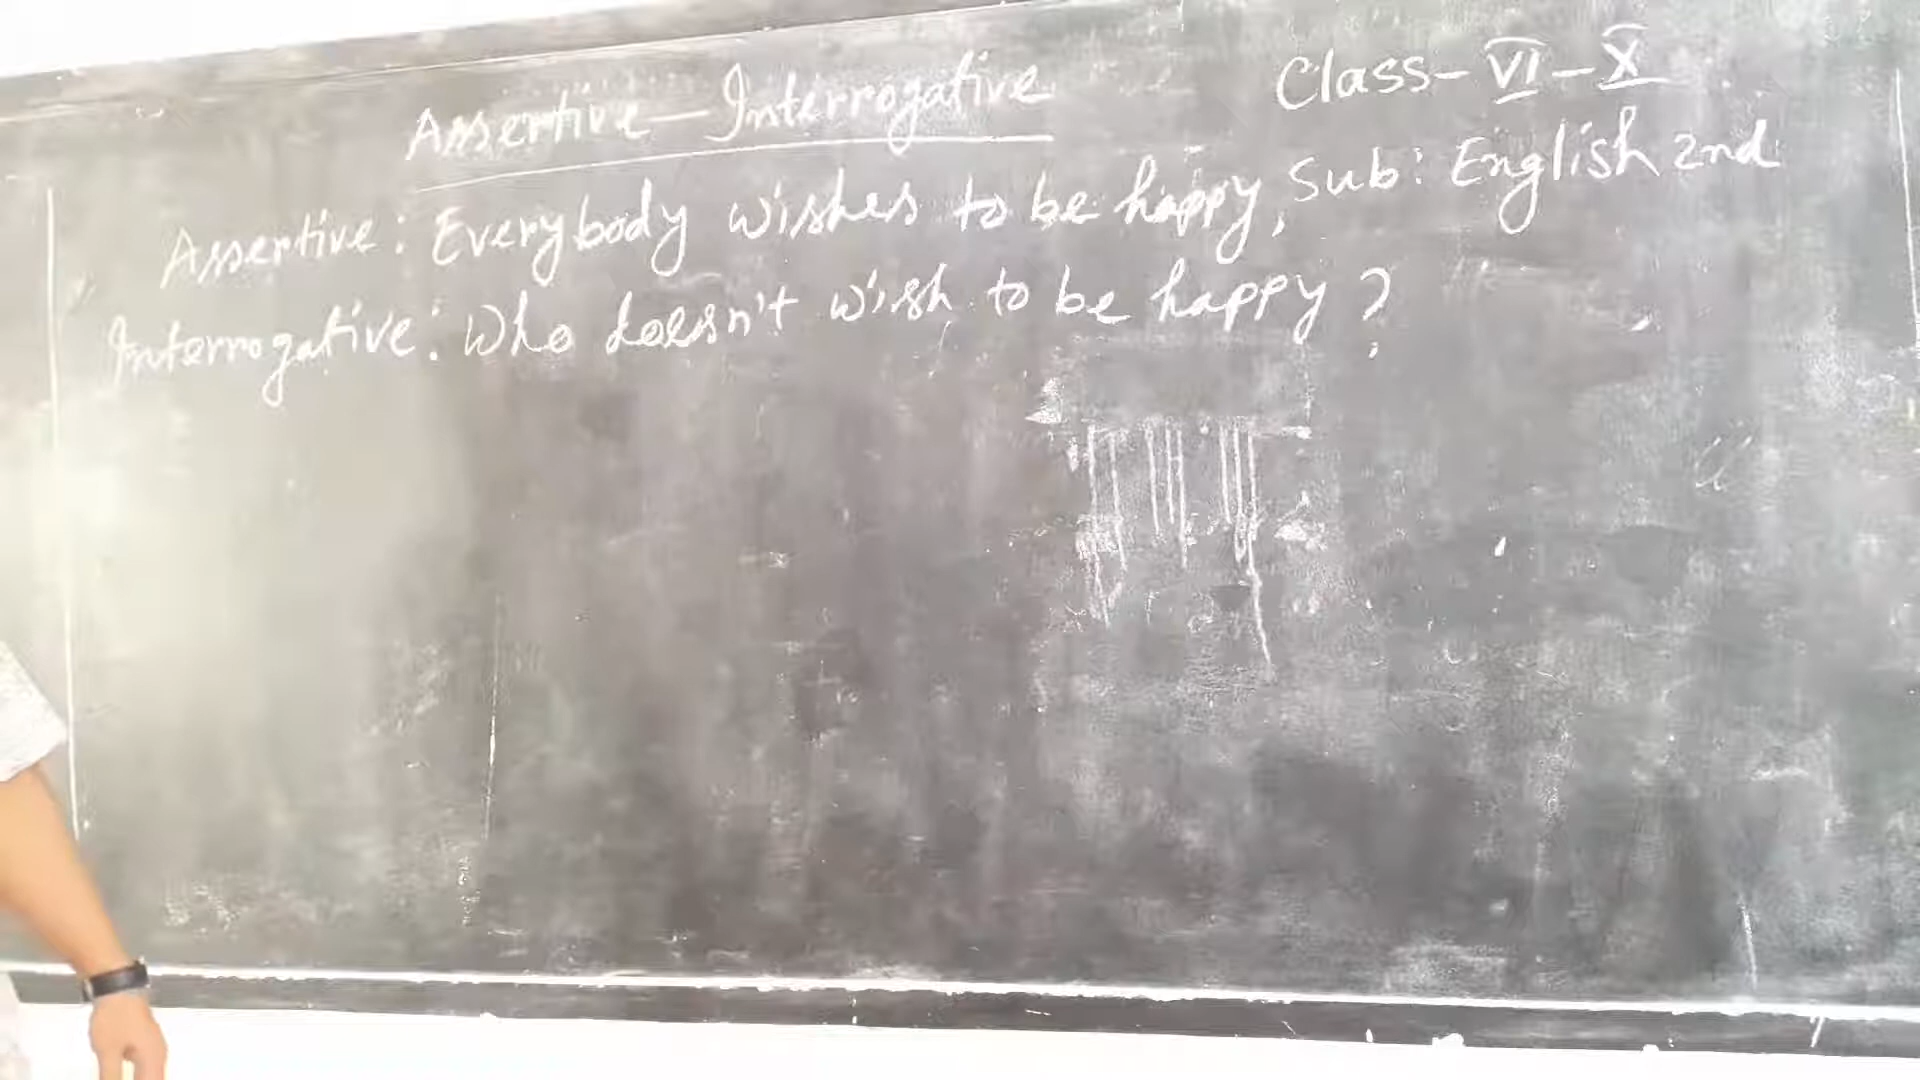 Assertive - Interrogative
Class - VI - X
Sub: English 2nd
Assertive: Everybody wishes to be happy.
Interrogative: Who doesn't wish to be happy?